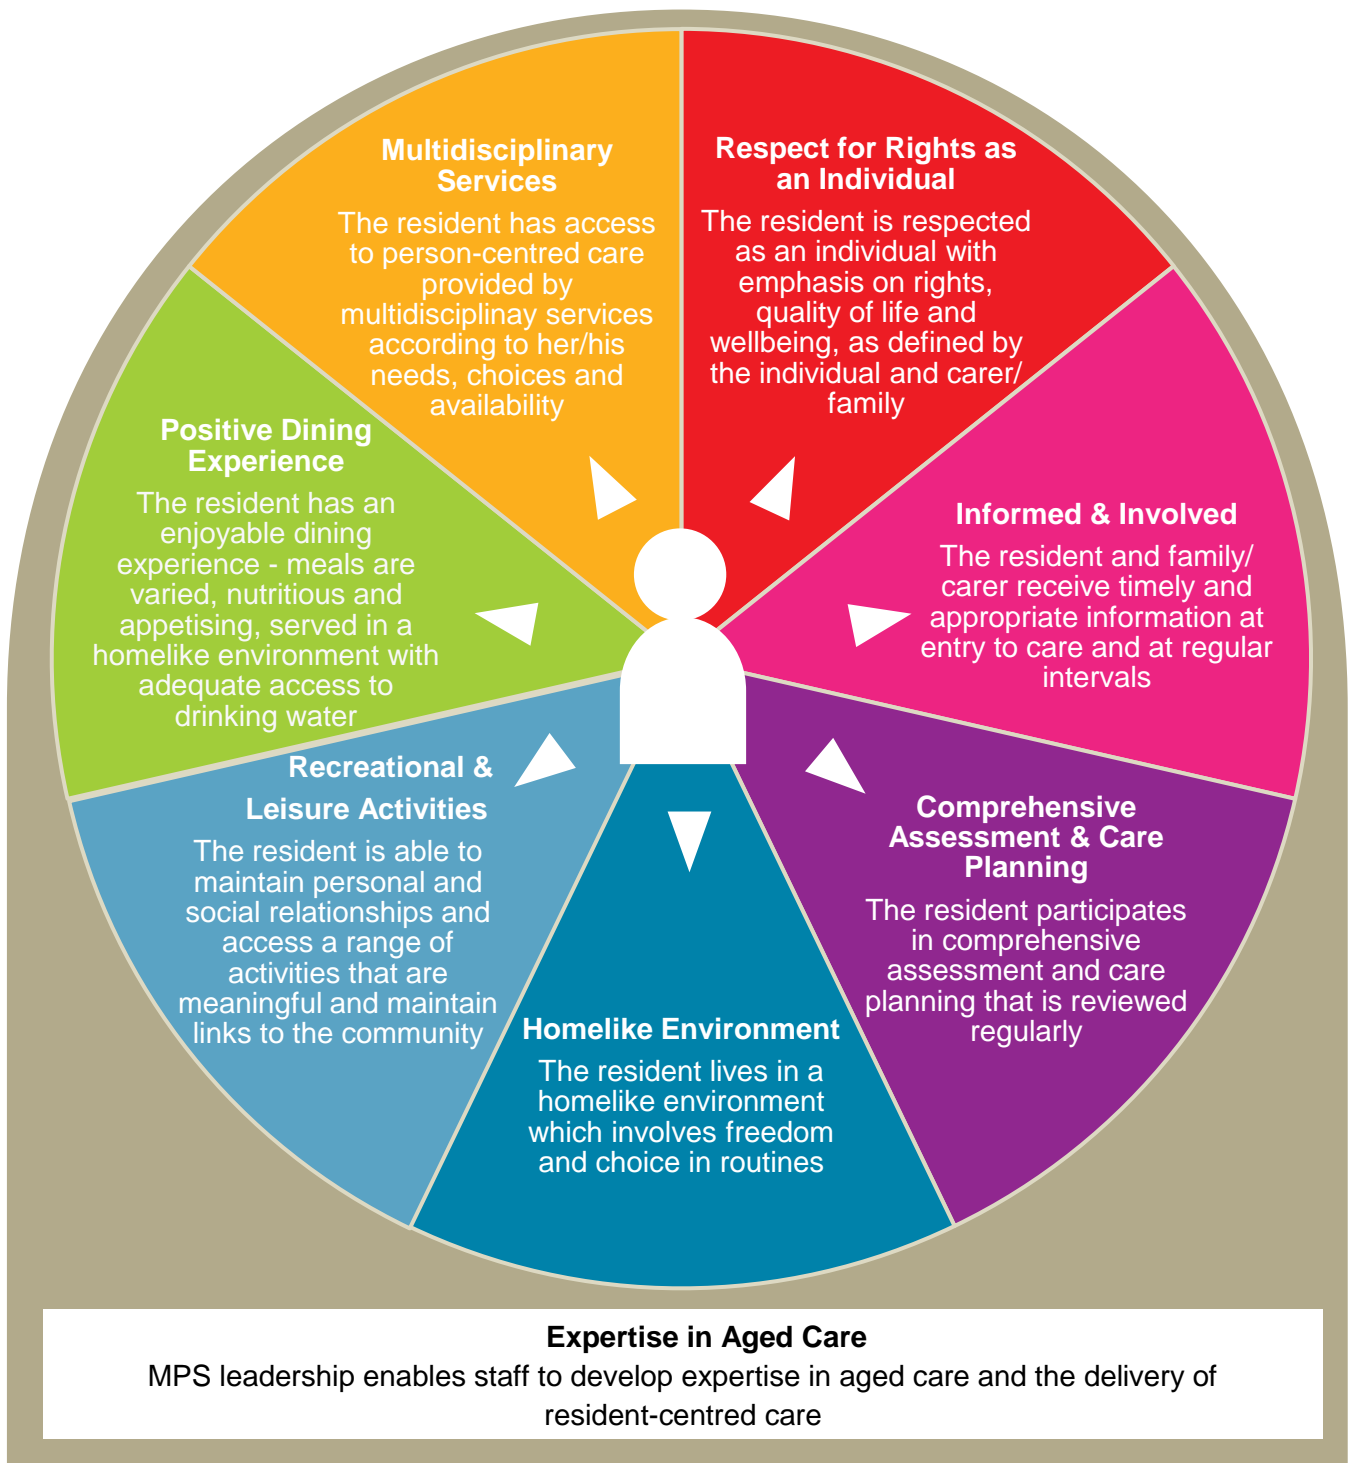 Multidisciplinary
Services
The resident has access
to person-centred care
provided by
multidisciplinay services
according to her/his
needs, choices and
availability
Respect for Rights as
an Individual
The resident is respected
as an individual with
emphasis on rights,
quality of life and
wellbeing, as defined by
the individual and carer/
family
Positive Dining
Experience
The resident has an
enjoyable dining
experience - meals are
varied, nutritious and
appetising, served in a
homelike environment with
adequate access to
drinking water
Informed & Involved
The resident and family/
carer receive timely and
appropriate information at
entry to care and at regular
intervals
Recreational &
Leisure Activities
The resident is able to
maintain personal and
social relationships and
access a range of
activities that are
meaningful and maintain
links to the community
Comprehensive
Assessment & Care
Planning
The resident participates
in comprehensive
assessment and care
planning that is reviewed
regularly
Homelike Environment
The resident lives in a
homelike environment
which involves freedom
and choice in routines
Expertise in Aged Care
MPS leadership enables staff to develop expertise in aged care and the delivery of
resident-centred care